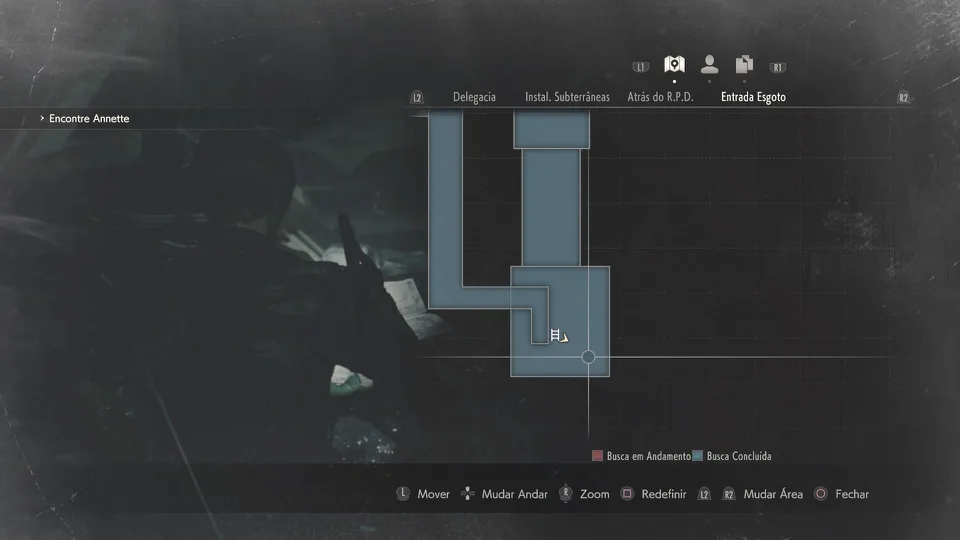 L1 R1
L2 Delegacia Instal. Subterrâneas Atrás do R.P.D. Entrada Esgoto R2
> Encontre Annette
Busca em Andamento Busca Concluída
L Mover Mudar Andar R Zoom Redefinir L2 R2 Mudar Área Fechar